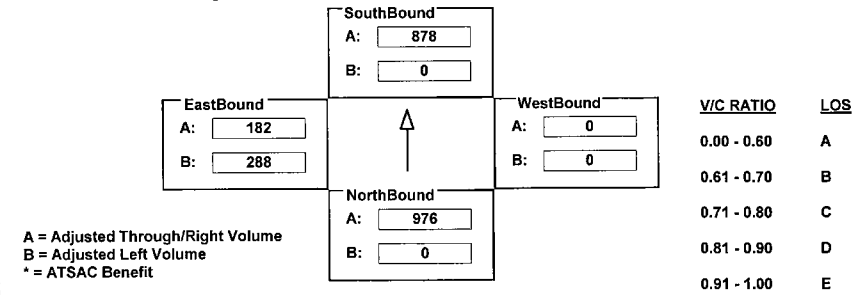 SouthBound
A: 878
B: 0
EastBound
A: 182
B: 288
WestBound
A: 0
B: 0
NorthBound
A: 976
B: 0
A = Adjusted Through/Right Volume
B = Adjusted Left Volume
* = ATSAC Benefit
V/C RATIO LOS
0.00 - 0.60 A
0.61 - 0.70 B
0.71 - 0.80 C
0.81 - 0.90 D
0.91 - 1.00 E